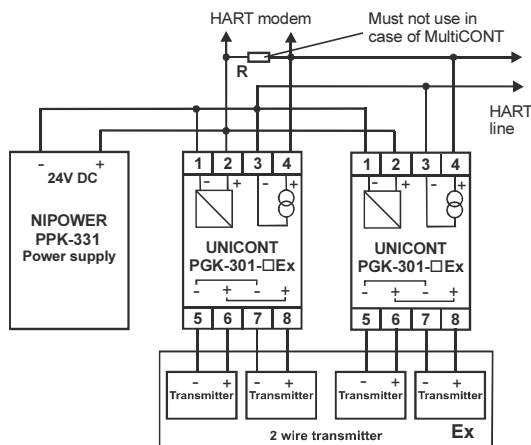 HART modem
Must not use in
case of MultiCONT
R
HART
line
- +
24V DC
NIPOWER
PPK-331
Power supply
1 2 3 4
- + - +
UNICONT
PGK-301-□Ex
- + - +
5 6 7 8
1 2 3 4
- + - +
UNICONT
PGK-301-□Ex
- + - +
5 6 7 8
- +
Transmitter
- +
Transmitter
- +
Transmitter
- +
Transmitter
2 wire transmitter
Ex